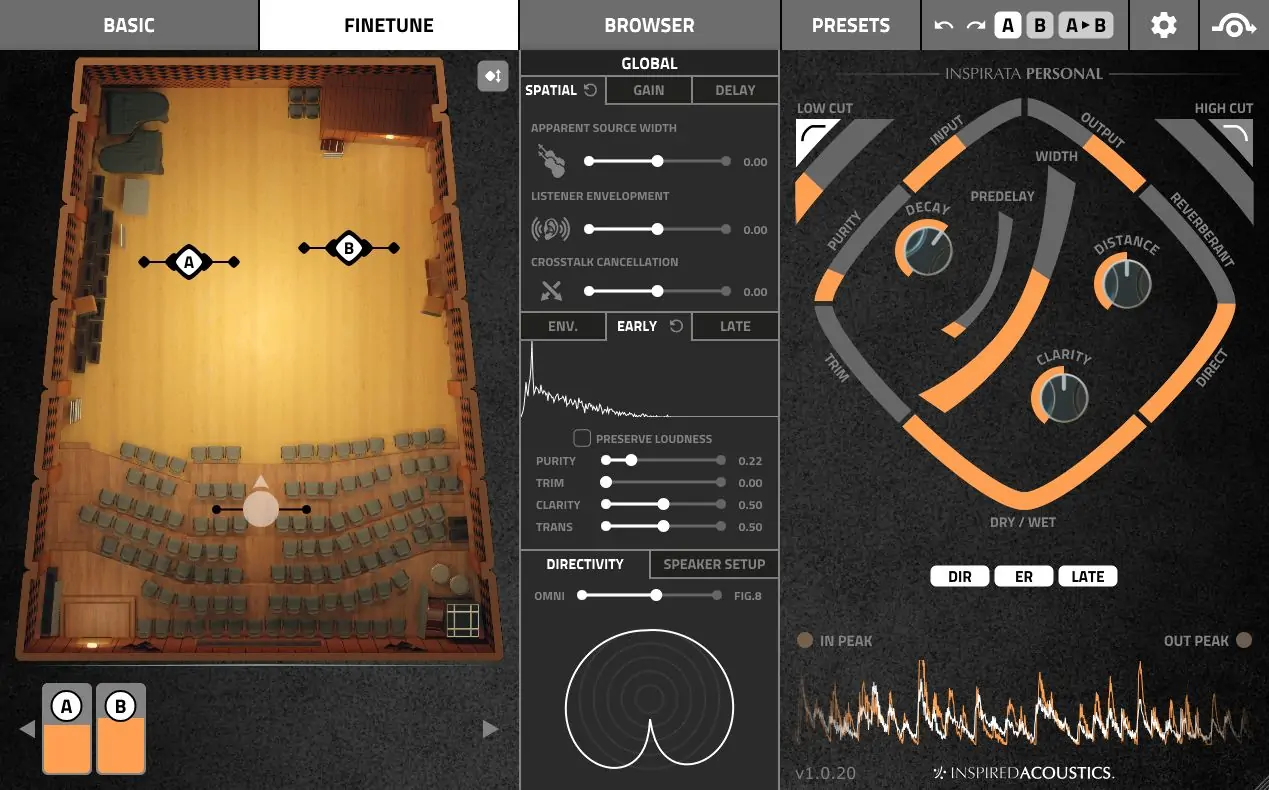 BASIC
FINETUNE
BROWSER
PRESETS
A
B
A▸B
GLOBAL
SPATIAL
GAIN
DELAY
APPARENT SOURCE WIDTH
0.00
LISTENER ENVELOPMENT
0.00
CROSSTALK CANCELLATION
0.00
ENV.
EARLY
LATE
PRESERVE LOUDNESS
PURITY 0.22
TRIM 0.00
CLARITY 0.50
TRANS 0.50
DIRECTIVITY
SPEAKER SETUP
OMNI
FIG.8
A
B
A
B
INSPIRATA PERSONAL
LOW CUT
HIGH CUT
INPUT
OUTPUT
WIDTH
PREDELAY
DECAY
PURITY
REVERBERANT
DISTANCE
CLARITY
TRIM
DIRECT
DRY / WET
DIR
ER
LATE
IN PEAK
OUT PEAK
v1.0.20
INSPIREDACOUSTICS.